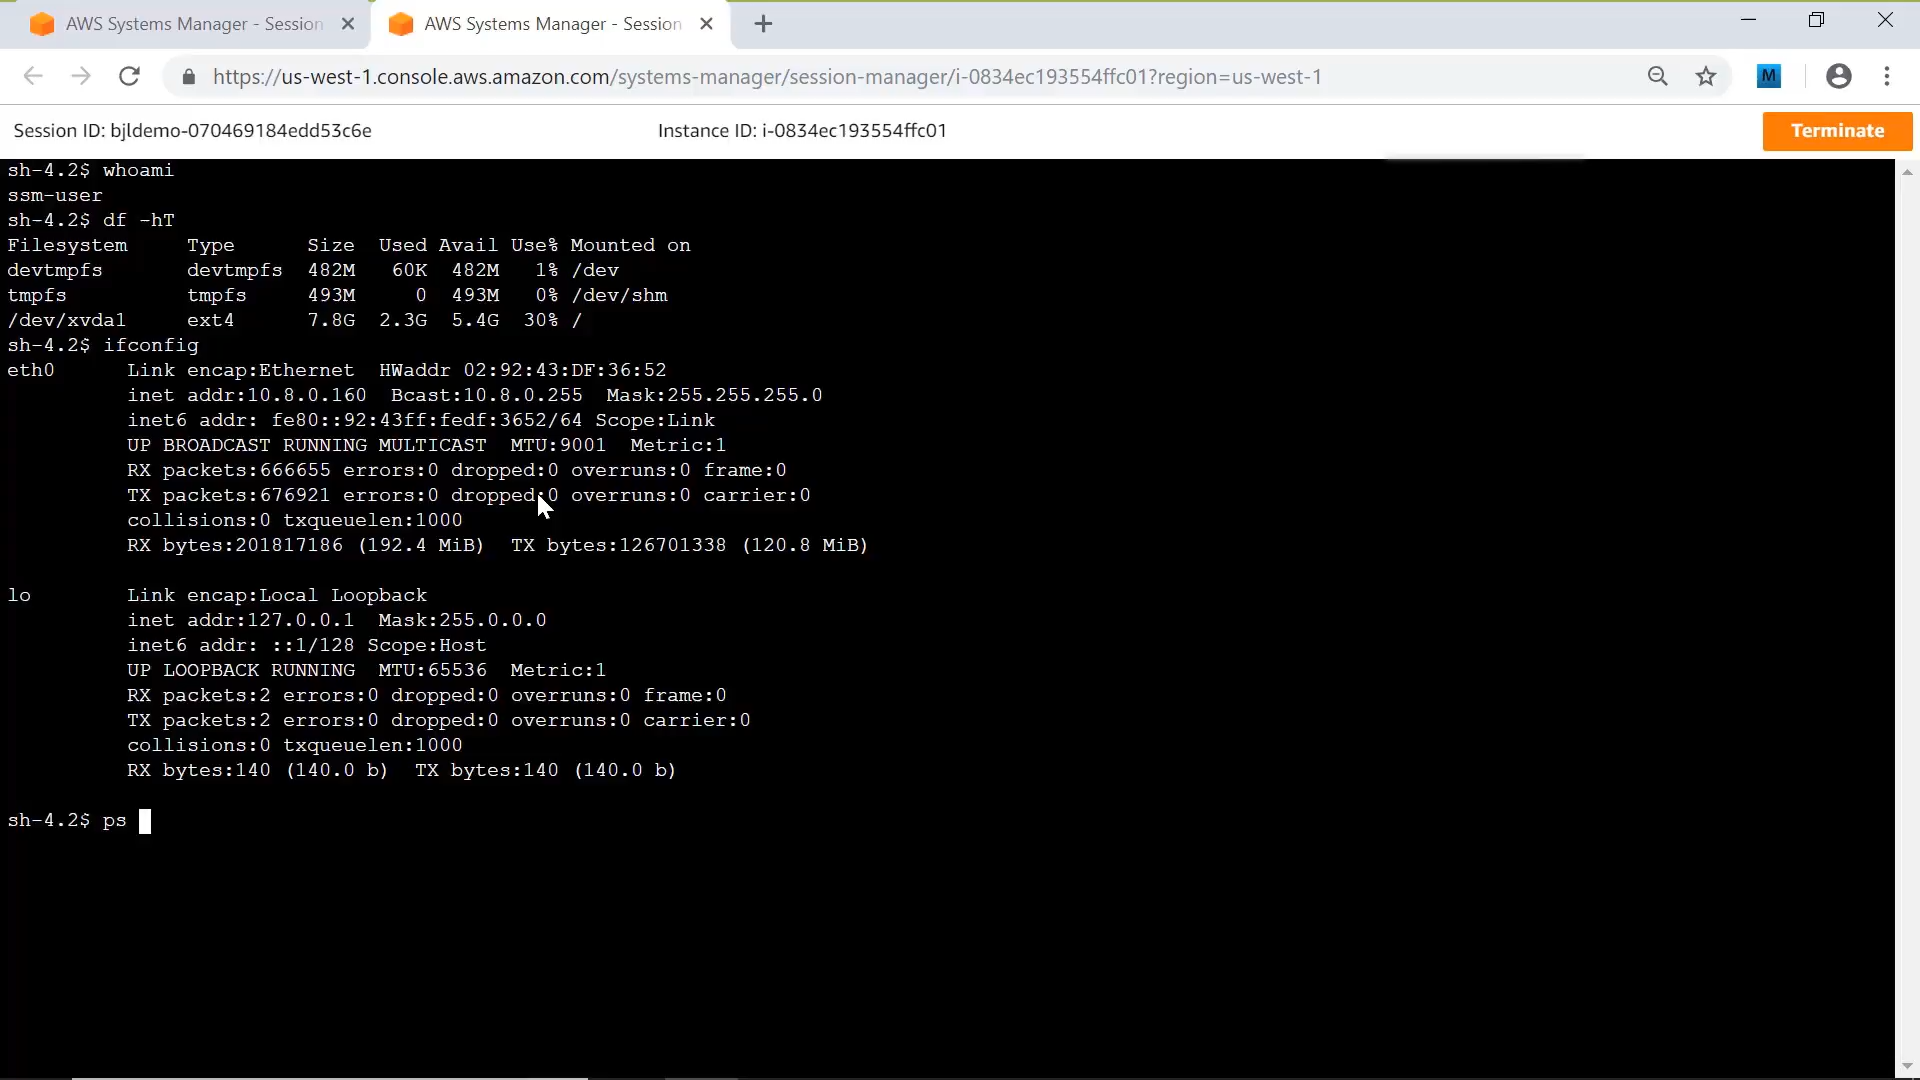 AWS Systems Manager - Session
AWS Systems Manager - Session
https://us-west-1.console.aws.amazon.com/systems-manager/session-manager/i-0834ec193554ffc01?region=us-west-1
M
Session ID: bjldemo-070469184edd53c6e
Instance ID: i-0834ec193554ffc01
Terminate
sh-4.2$ whoami
ssm-user
sh-4.2$ df -hT
Filesystem     Type      Size  Used Avail Use% Mounted on
devtmpfs       devtmpfs  482M   60K  482M   1% /dev
tmpfs          tmpfs     493M     0  493M   0% /dev/shm
/dev/xvda1     ext4      7.8G  2.3G  5.4G  30% /
sh-4.2$ ifconfig
eth0      Link encap:Ethernet  HWaddr 02:92:43:DF:36:52
          inet addr:10.8.0.160  Bcast:10.8.0.255  Mask:255.255.255.0
          inet6 addr: fe80::92:43ff:fedf:3652/64 Scope:Link
          UP BROADCAST RUNNING MULTICAST  MTU:9001  Metric:1
          RX packets:666655 errors:0 dropped:0 overruns:0 frame:0
          TX packets:676921 errors:0 dropped:0 overruns:0 carrier:0
          collisions:0 txqueuelen:1000
          RX bytes:201817186 (192.4 MiB)  TX bytes:126701338 (120.8 MiB)
lo        Link encap:Local Loopback
          inet addr:127.0.0.1  Mask:255.0.0.0
          inet6 addr: ::1/128 Scope:Host
          UP LOOPBACK RUNNING  MTU:65536  Metric:1
          RX packets:2 errors:0 dropped:0 overruns:0 frame:0
          TX packets:2 errors:0 dropped:0 overruns:0 carrier:0
          collisions:0 txqueuelen:1000
          RX bytes:140 (140.0 b)  TX bytes:140 (140.0 b)
sh-4.2$ ps